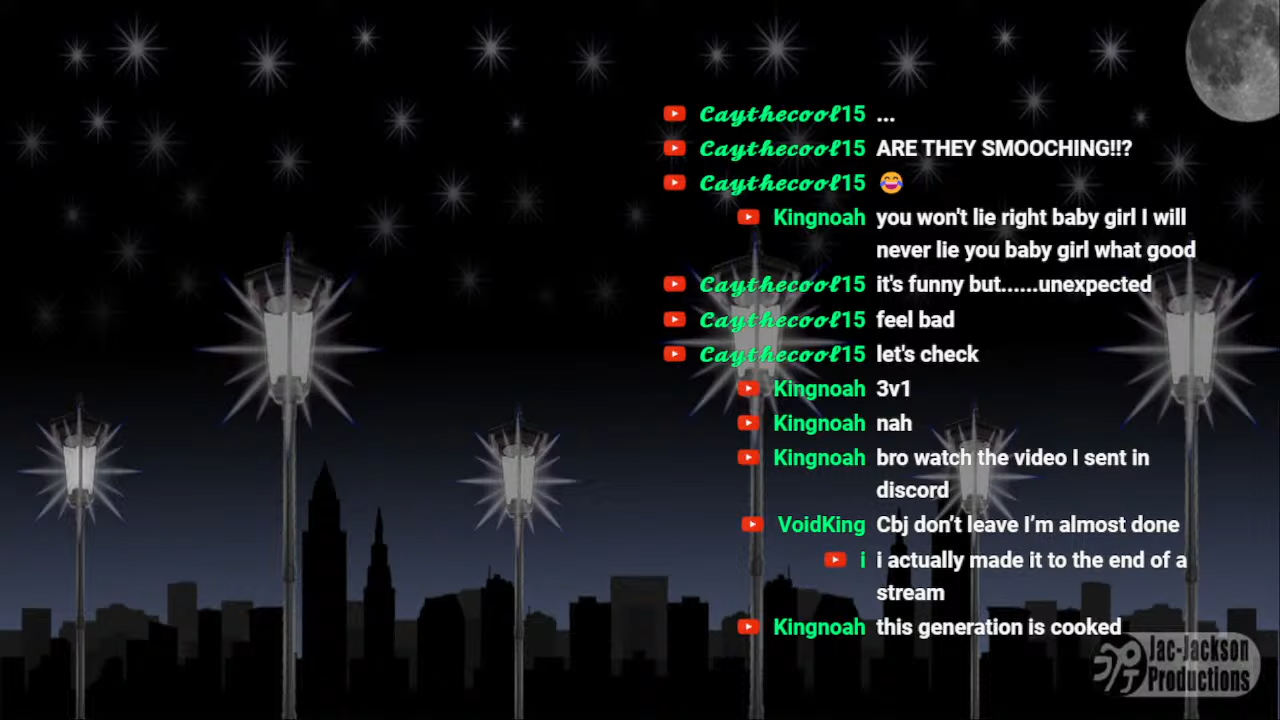 Caythecool15 ...
Caythecool15 ARE THEY SMOOCHING!!?
Caythecool15 😂
Kingnoah you won't lie right baby girl I will
never lie you baby girl what good
Caythecool15 it's funny but......unexpected
Caythecool15 feel bad
Caythecool15 let's check
Kingnoah 3v1
Kingnoah nah
Kingnoah bro watch the video I sent in
discord
VoidKing Cbj don’t leave I’m almost done
i i actually made it to the end of a
stream
Kingnoah this generation is cooked
Jac-Jackson
Productions